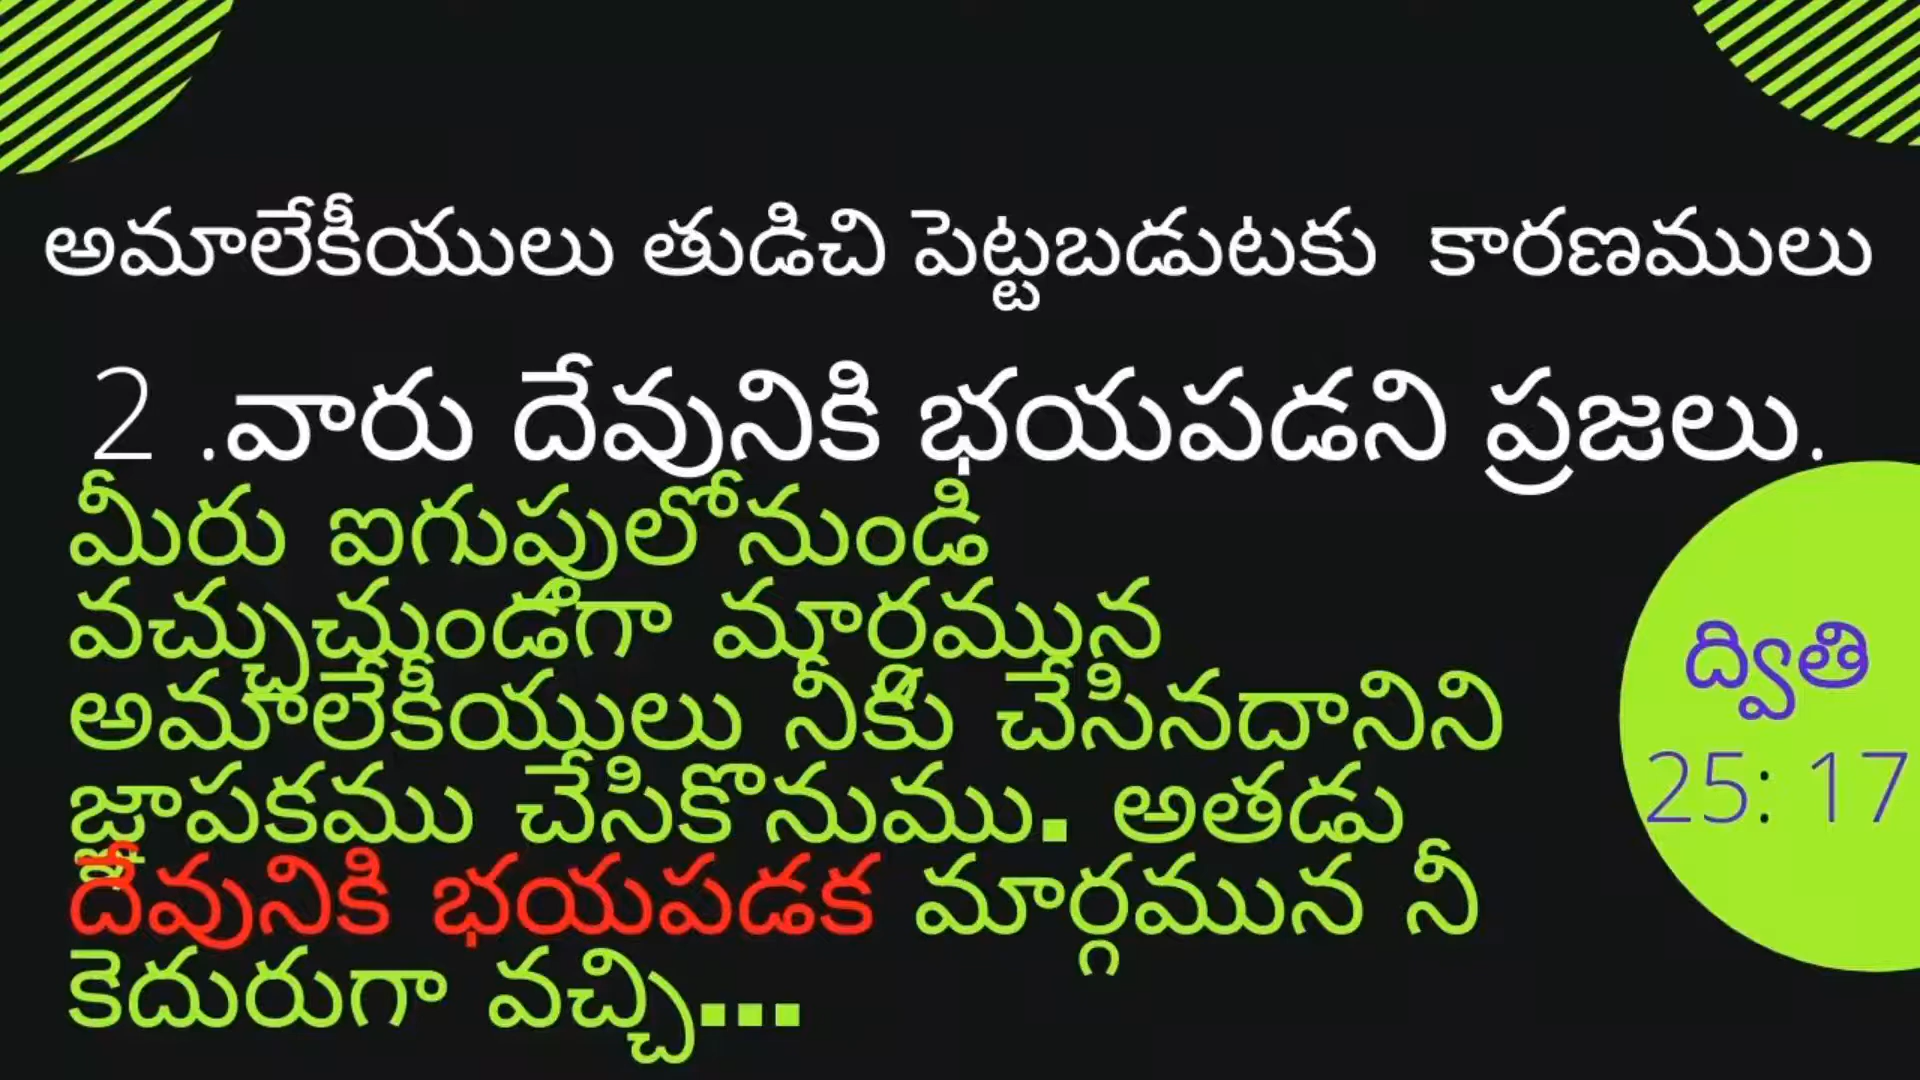 అమాలేకీయులు తుడిచి పెట్టబడుటకు కారణములు
2 .వారు దేవునికి భయపడని ప్రజలు.
మీరు ఐగుప్తులోనుండి
వచ్చుచుండగా మార్గమున
అమాలేకీయులు నీకు చేసినదానిని
జ్ఞాపకము చేసికొనుము. అతడు
దేవునికి భయపడక మార్గమున నీ
కెదురుగా వచ్చి...
ద్వితి
25: 17